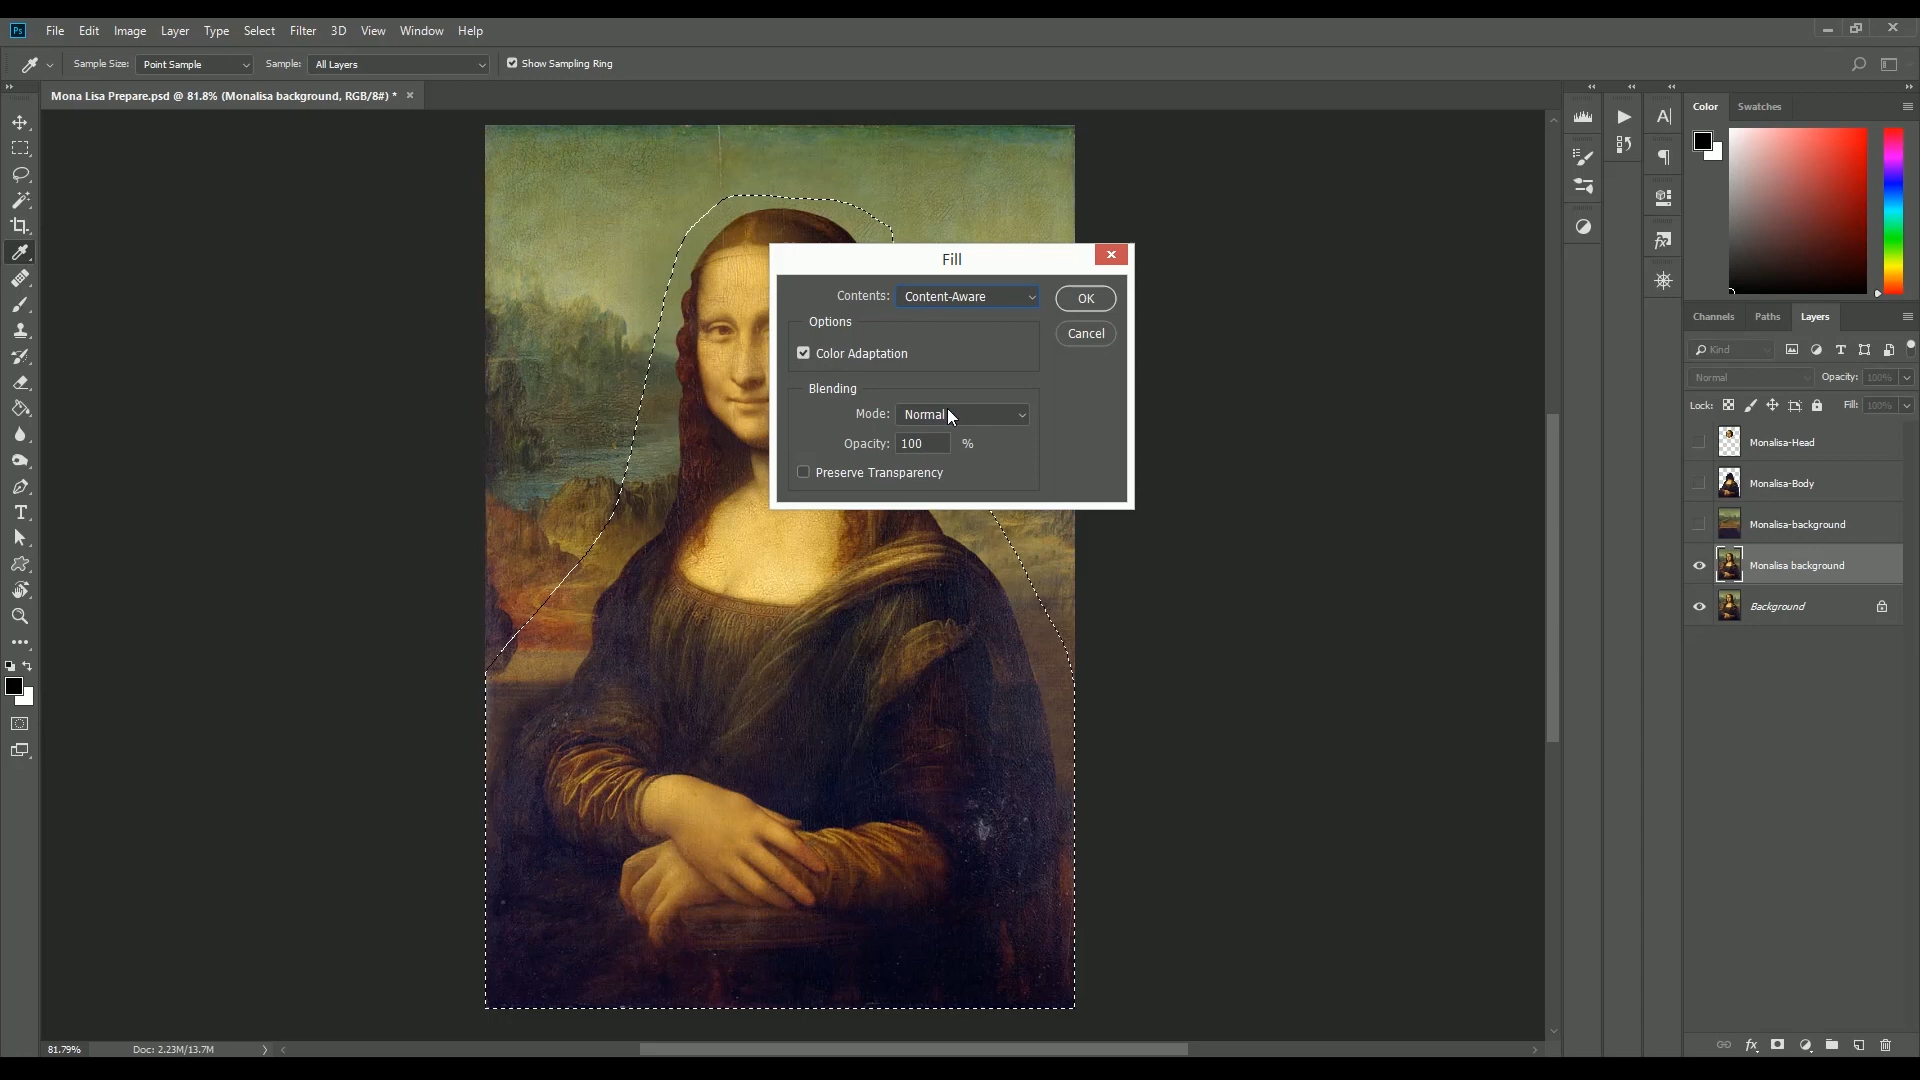 Ps File Edit Image Layer Type Select Filter 3D View Window Help
Sample Size: Point Sample Sample: All Layers Show Sampling Ring
Mona Lisa Prepare.psd @ 81.8% (Monalisa background, RGB/8#) * ×
Color Swatches
Fill
Contents: Content-Aware OK
Options
Cancel
Color Adaptation
Blending
Mode: Normal
Opacity: 100 %
Preserve Transparency
Channels Paths Layers
Kind
Normal Opacity: 100%
Lock: Fill: 100%
Monalisa-Head
Monalisa-Body
Monalisa-background
Monalisa background
Background
81.79% Doc: 2.23M/13.7M